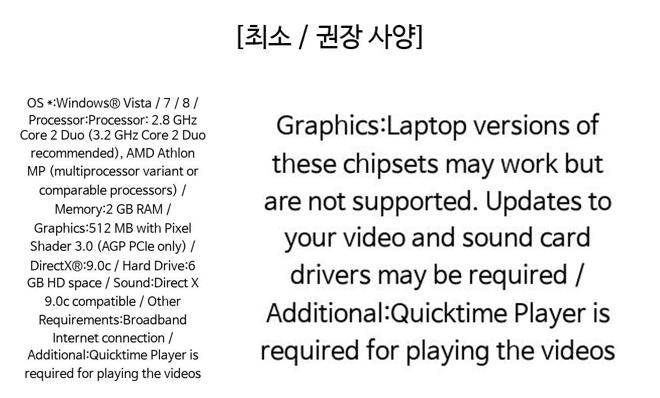 [최소 / 권장 사양]
OS *:Windows® Vista / 7 / 8 /
Processor:Processor: 2.8 GHz
Core 2 Duo (3.2 GHz Core 2 Duo
recommended), AMD Athlon
MP (multiprocessor variant or
comparable processors) /
Memory:2 GB RAM /
Graphics:512 MB with Pixel
Shader 3.0 (AGP PCIe only) /
DirectX®:9.0c / Hard Drive:6
GB HD space / Sound:Direct X
9.0c compatible / Other
Requirements:Broadband
Internet connection /
Additional:Quicktime Player is
required for playing the videos
Graphics:Laptop versions of
these chipsets may work but
are not supported. Updates to
your video and sound card
drivers may be required /
Additional:Quicktime Player is
required for playing the videos